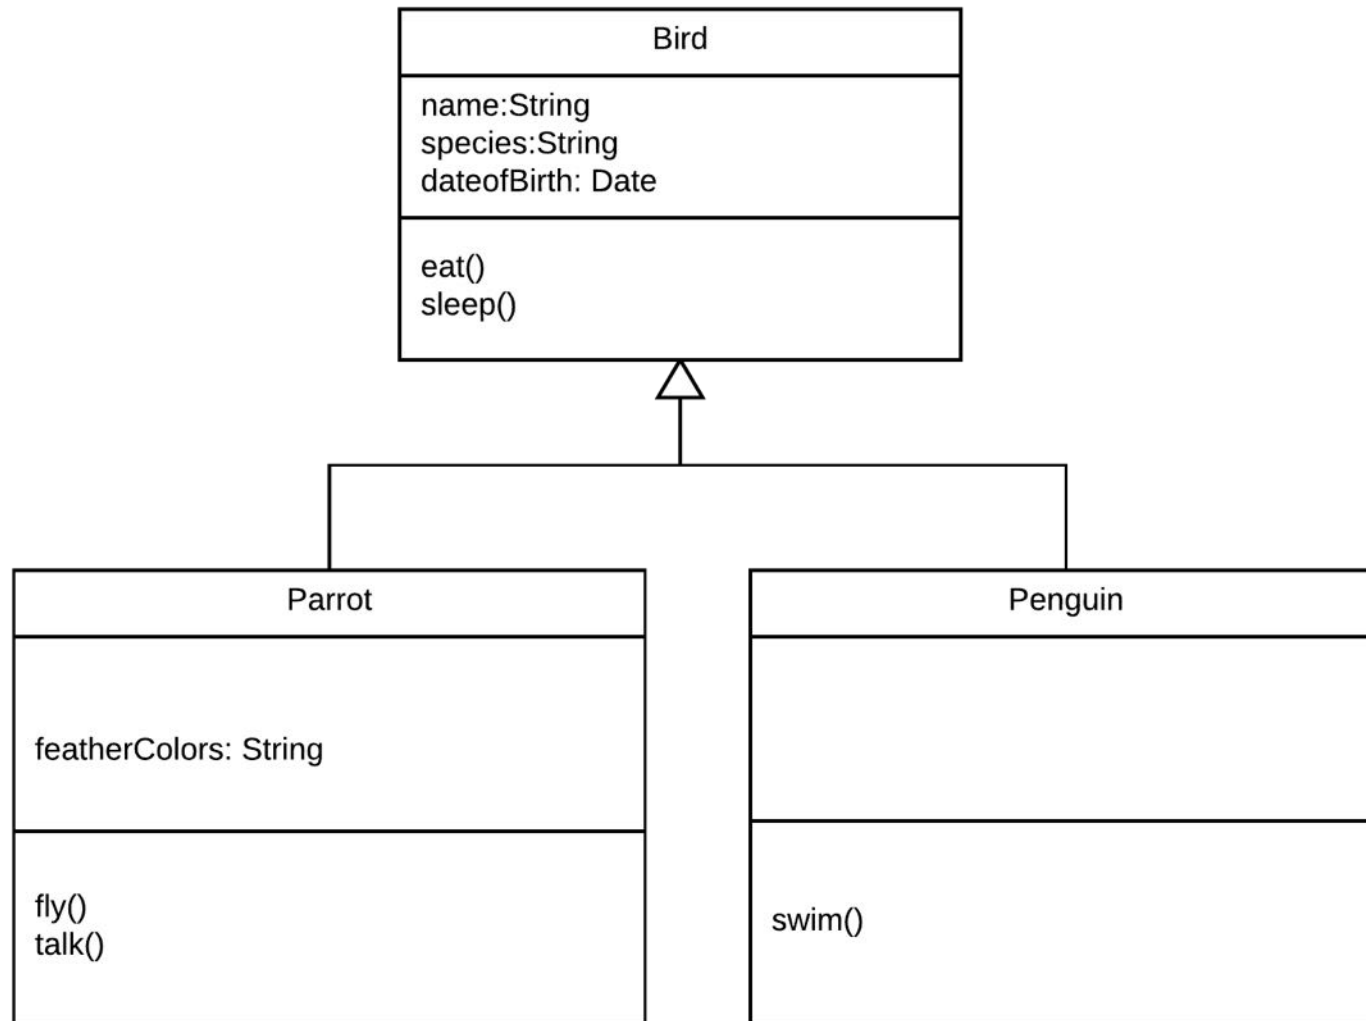 Bird
name:String
species:String
dateofBirth: Date
eat()
sleep()
Parrot
featherColors: String
fly()
talk()
Penguin
swim()